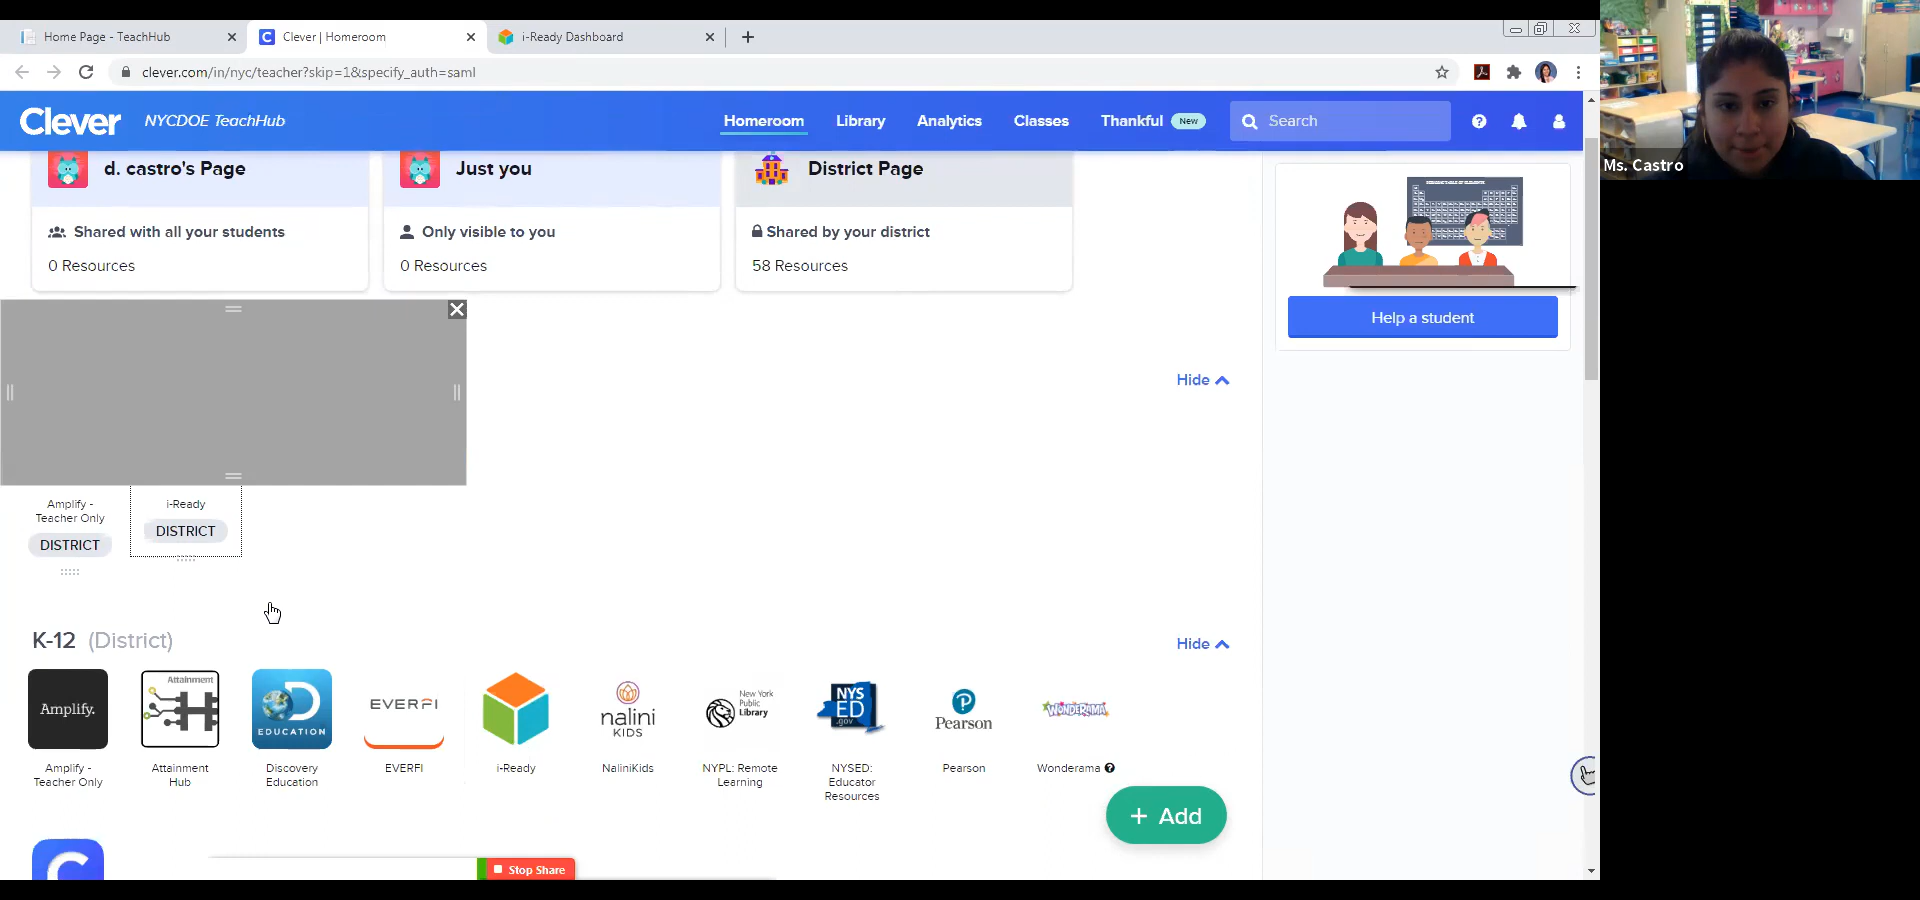 Home Page - TeachHub
Clever | Homeroom
i-Ready Dashboard
clever.com/in/nyc/teacher?skip=1&specify_auth=saml
Clever
NYCDOE TeachHub
Homeroom
Library
Analytics
Classes
Thankful
New
Search
d. castro's Page
Just you
District Page
Shared with all your students
Only visible to you
Shared by your district
0 Resources
0 Resources
58 Resources
Help a student
Ms. Castro
Hide
Amplify -
Teacher Only
DISTRICT
i-Ready
DISTRICT
K-12 (District)
Hide
Amplify.
Attainment
DISCOVERY
EDUCATION
EVERFI
nalini
KIDS
New York
Public
Library
NYS
ED
.gov
Pearson
WONDERAMA
Amplify -
Teacher Only
Attainment
Hub
Discovery
Education
EVERFI
i-Ready
NaliniKids
NYPL: Remote
Learning
NYSED:
Educator
Resources
Pearson
Wonderama
+ Add
Stop Share